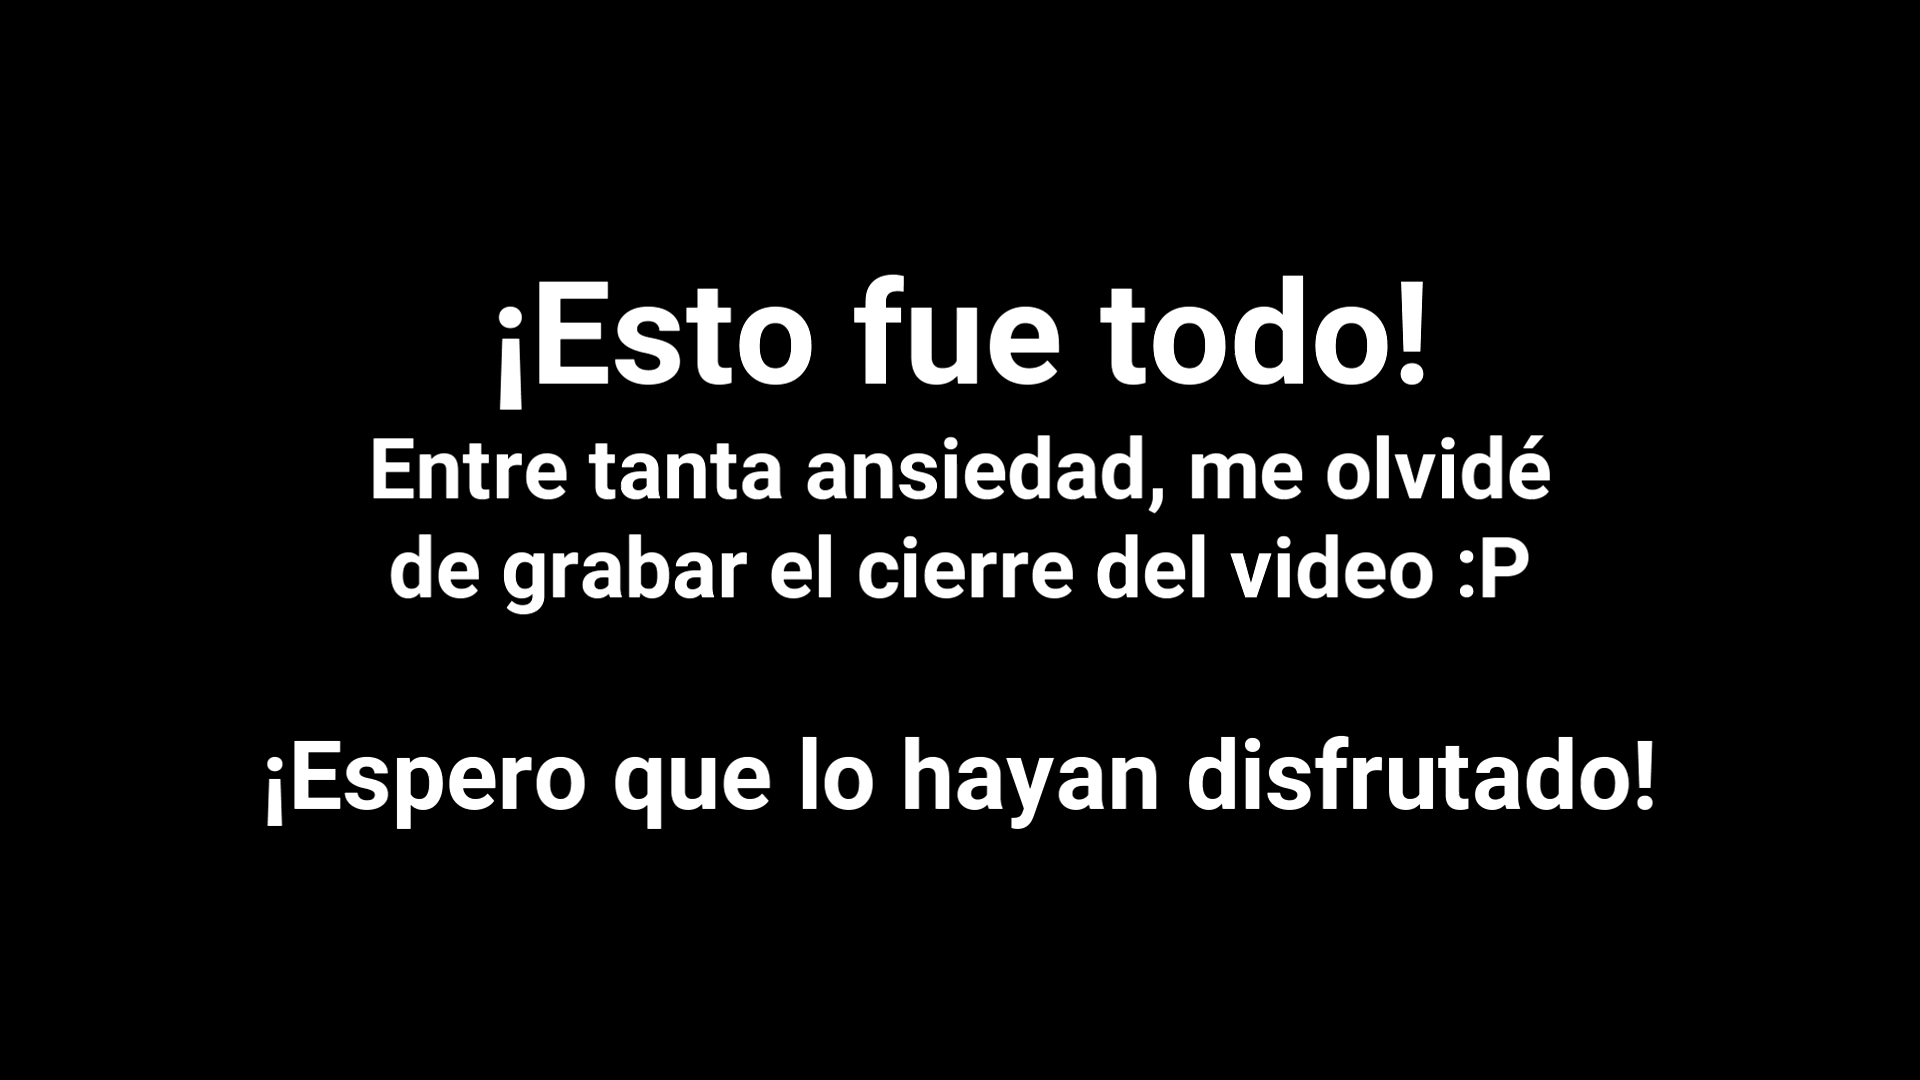 ¡Esto fue todo!
Entre tanta ansiedad, me olvidé
de grabar el cierre del video :P
¡Espero que lo hayan disfrutado!